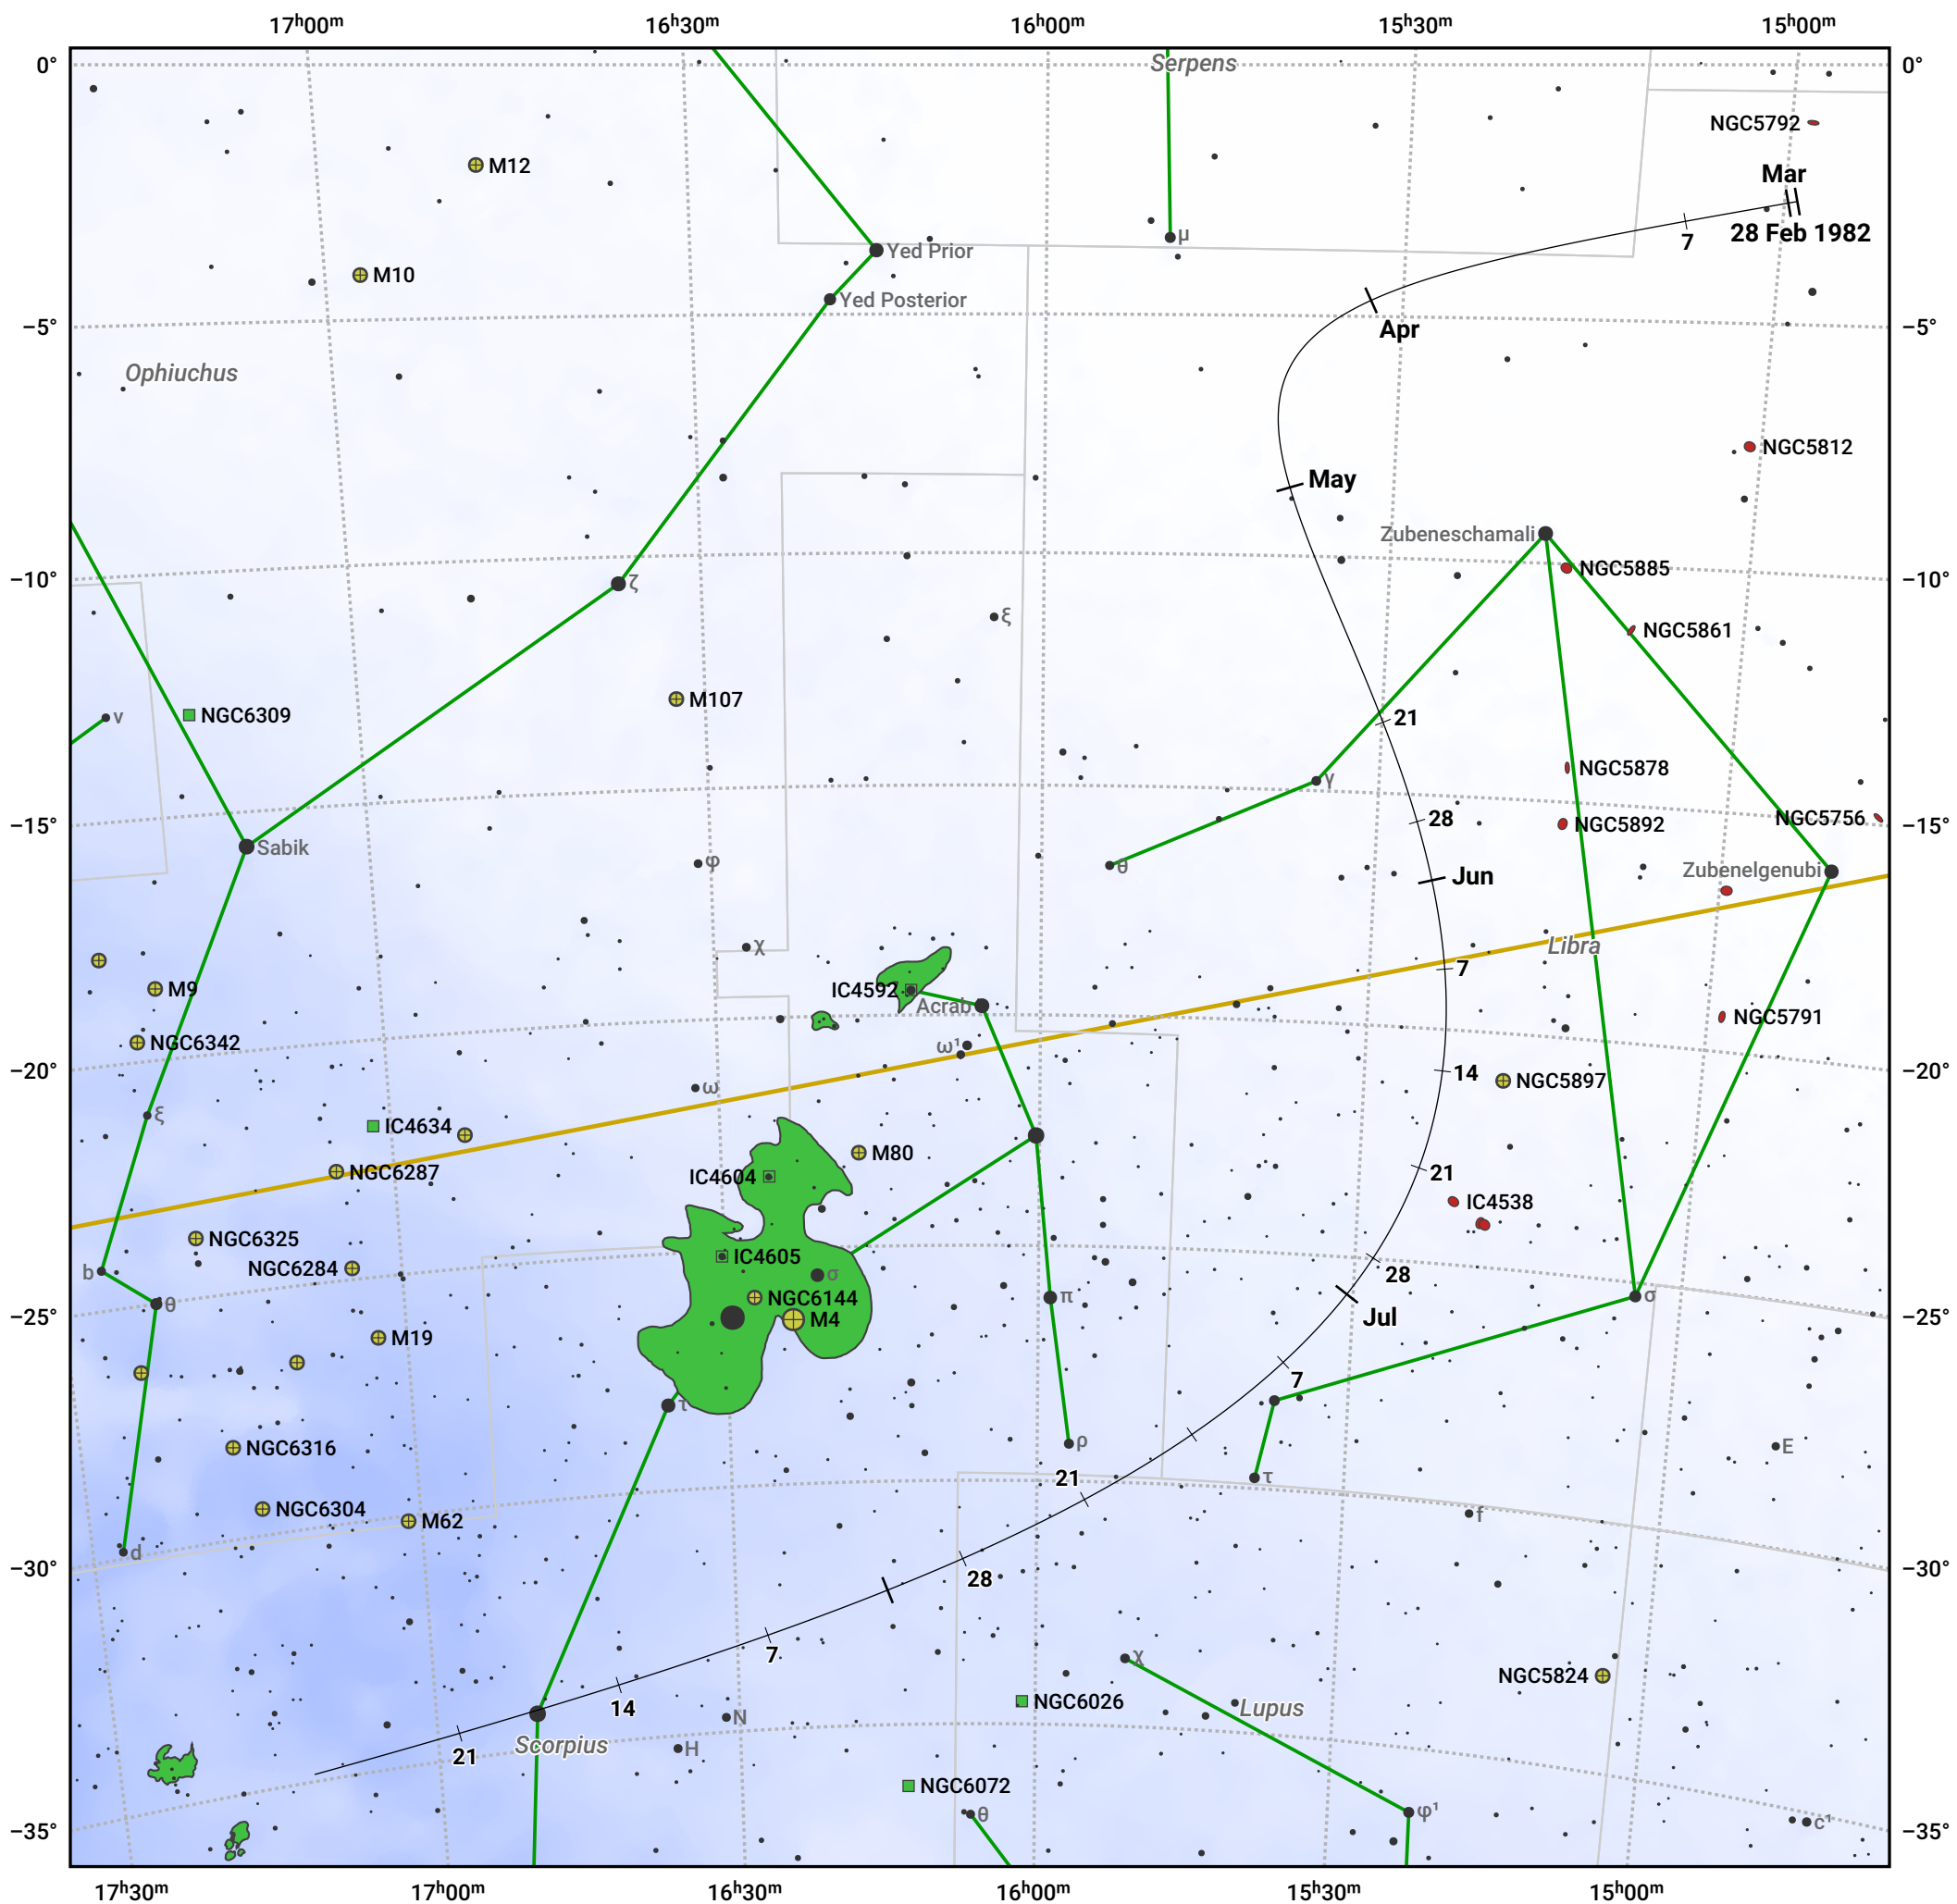 17h00m 16h30m 16h00m 15h30m 15h00m
0° Serpens 0°
NGC5792
M12
Mar
28 Feb 1982
7
μ
Yed Prior
M10
Yed Posterior
−5° Apr −5°
Ophiuchus
NGC5812
May
Zubeneschamali
NGC5885
−10° ζ −10°
ξ
NGC5861
M107
ν NGC6309 21
γ NGC5878
−15° 28 NGC5892 NGC5756 −15°
Sabik φ θ Jun Zubenelgenubi
χ Libra
7
M9 IC4592
Acrab NGC5791
NGC6342 ω¹
−20° 14 NGC5897 −20°
ω
ξ
IC4634
M80
NGC6287 IC4604 21
IC4538
NGC6325 IC4605
b NGC6284 σ 28
θ NGC6144 π σ
−25° M4 Jul −25°
M19
7
τ
ρ
NGC6316 E
21 τ
NGC6304 M62 f
d
−30° 28 −30°
7 χ
NGC5824
NGC6026
14 N Lupus
Scorpius H
21
NGC6072
θ φ¹ c¹
−35° −35°
17h30m 17h00m 16h30m 16h00m 15h30m 15h00m